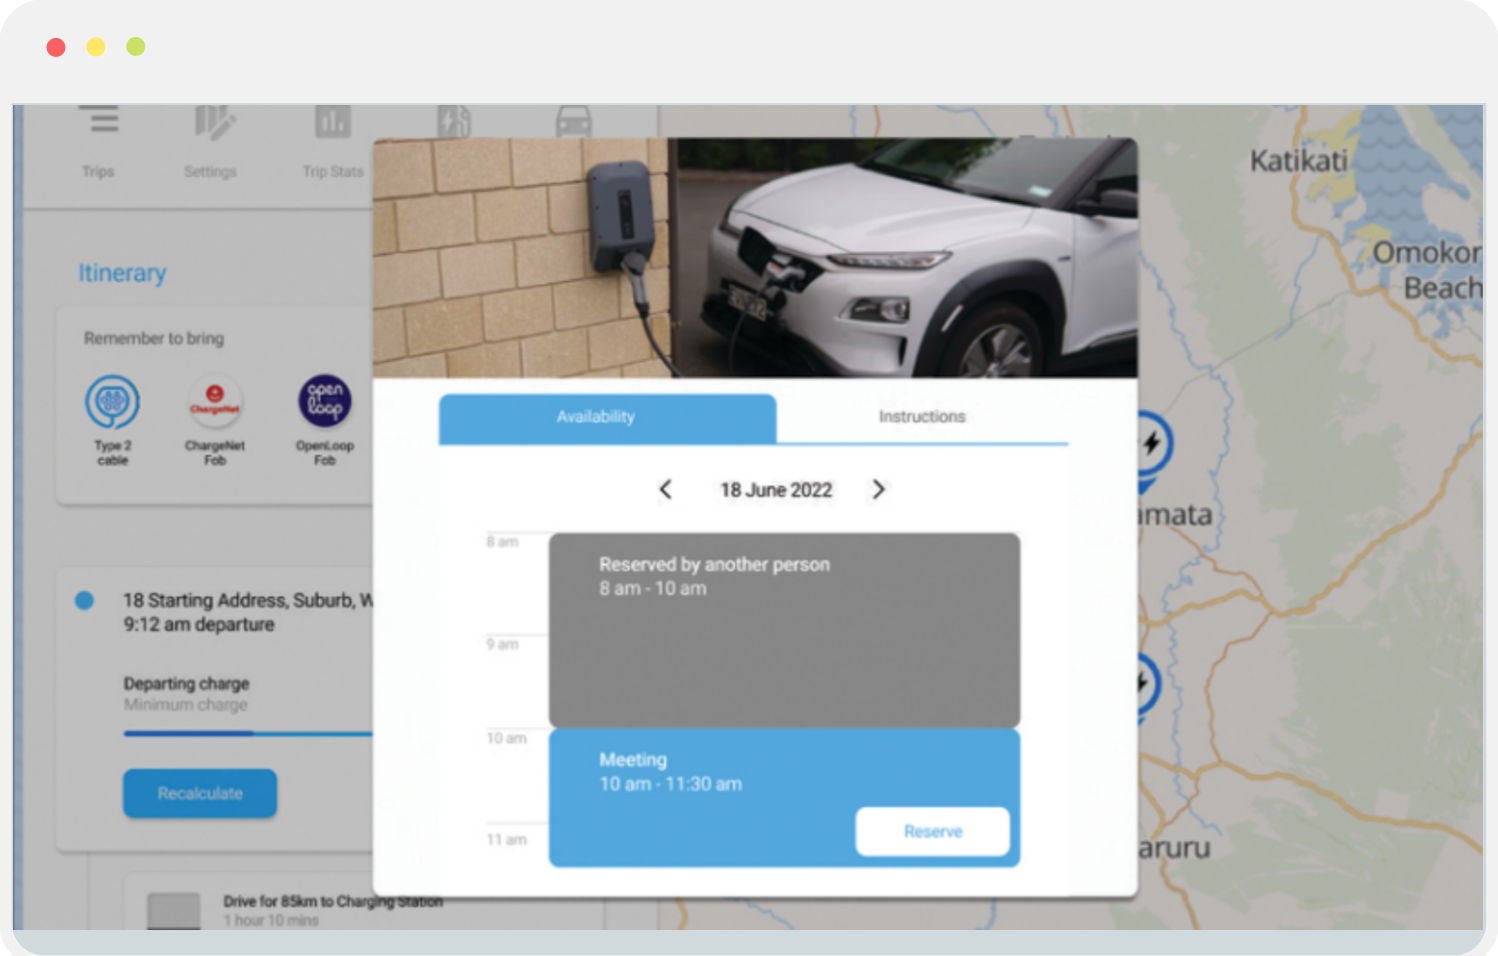 Trips
Settings
Trip Stats
Itinerary
Remember to bring
ChargeNet
open
loop
Type 2
cable
ChargeNet
Fob
OpenLoop
Fob
18 Starting Address, Suburb, W
9:12 am departure
Departing charge
Minimum charge
Recalculate
Drive for 85km to Charging Station
1 hour 10 mins
Availability
Instructions
18 June 2022
8 am
Reserved by another person
8 am - 10 am
9 am
10 am
Meeting
10 am - 11:30 am
11 am
Reserve
Katikati
Omokor
Beach
amata
aruru